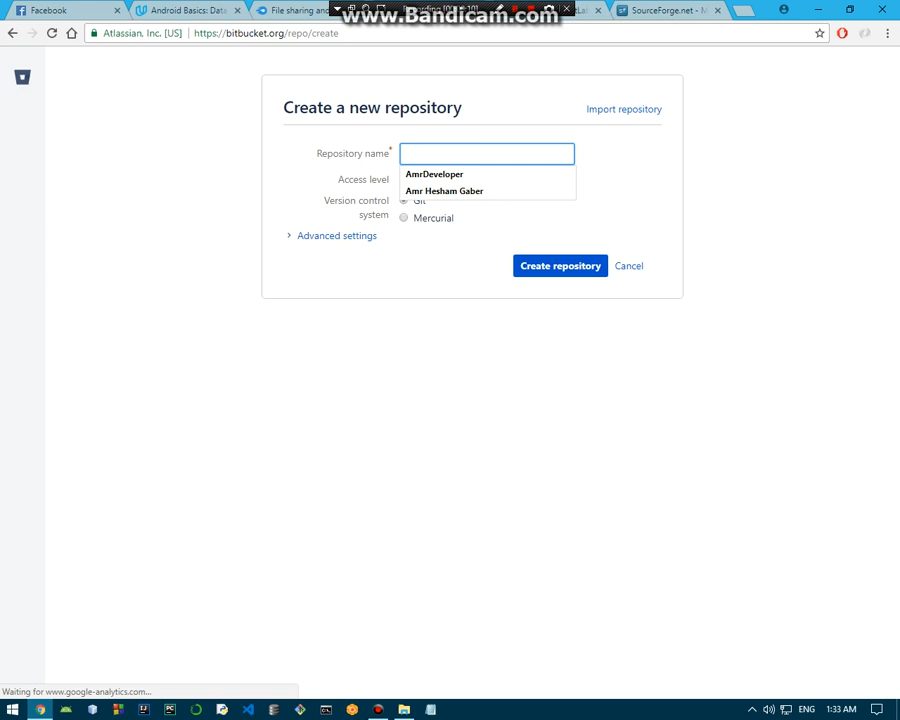 Facebook
Android Basics: Data
File sharing an
Recording
www.Bandicam.com
SourceForge.net - M
Atlassian, Inc. [US]
https://bitbucket.org/repo/create
Create a new repository
Import repository
Repository name*
AmrDeveloper
Access level
Amr Hesham Gaber
Version control system
Git
Mercurial
Advanced settings
Create repository
Cancel
Waiting for www.google-analytics.com...
ENG
1:33 AM